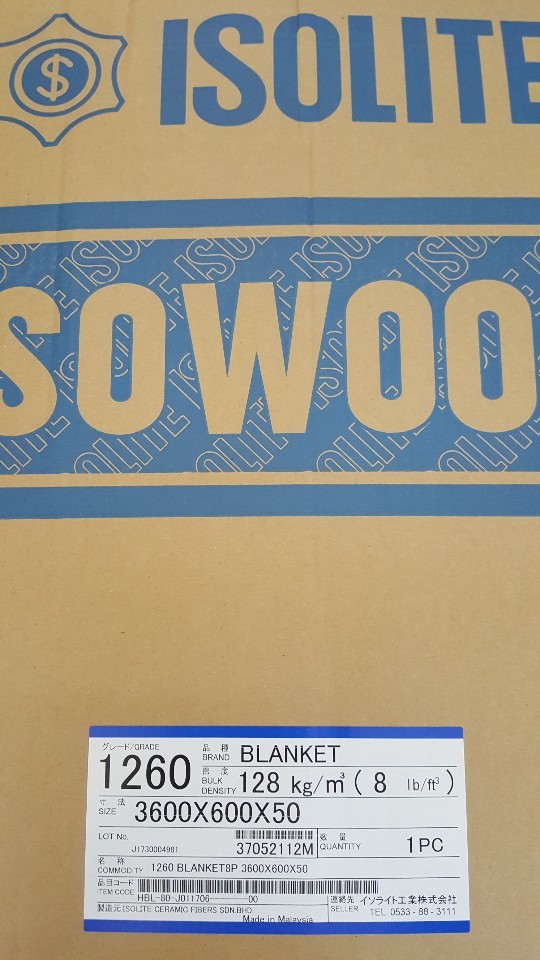 ISOLITE
SOWOO
グレード/GRADE
1260
品種
BRAND
BLANKET
密度
BULK
DENSITY
128 kg/m³ ( 8 lb/ft³ )
寸法
SIZE
3600X600X50
LOT No.
J1730004981
37052112M
数量
QUANTITY
1PC
名称
COMMODITY
1260 BLANKET8P 3600X600X50
品目コード
ITEM CODE
HBL-80-J011706-------00
製造元 ISOLITE CERAMIC FIBERS SDN.BHD.
Made in Malaysia
連絡先
SELLER
イソライト工業株式会社
TEL 0533-88-3111